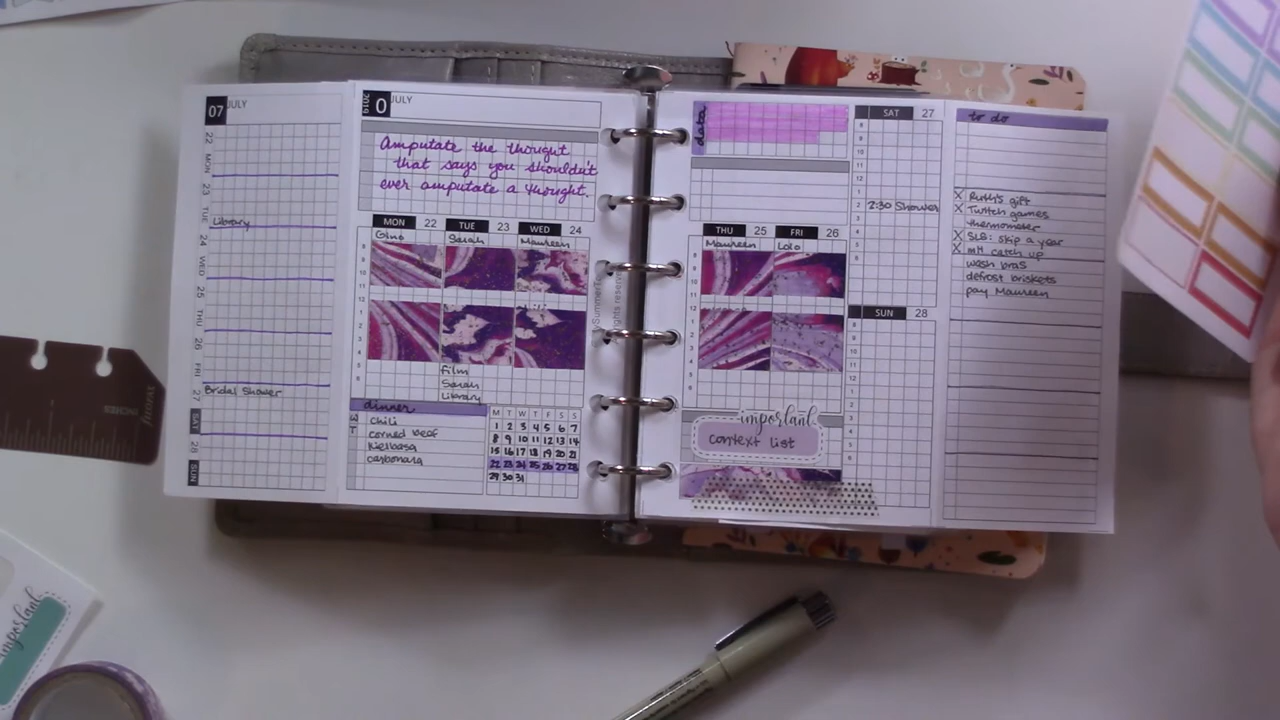 07 JULY
22
MON
23
TUE
Library
24
WED
25
THU
26
FRI
Bridal Shower
27
SAT
28
SUN
2019 JULY
Amputate the thought
that says you shouldn't
ever amputate a thought.
MON 22 TUE 23 WED 24
Sarah Maureen
Film
Sarah
Library
dinner
chili
corned beef
kielbasa
carbonara
M T W T F S S
1 2 3 4 5 6 7
8 9 10 11 12 13 14
15 16 17 18 19 20 21
22 23 24 25 26 27 28
29 30 31
data
THU 25 FRI 26
Maureen Lolo
important
context list
SAT 27
2:30 Shower
SUN 28
to do
X Ruth's gift
X Twitch games
thermometer
X SLB: skip a year
X mH catch up
wash bras
defrost briskets
pay Maureen
INCHES
filofax
important